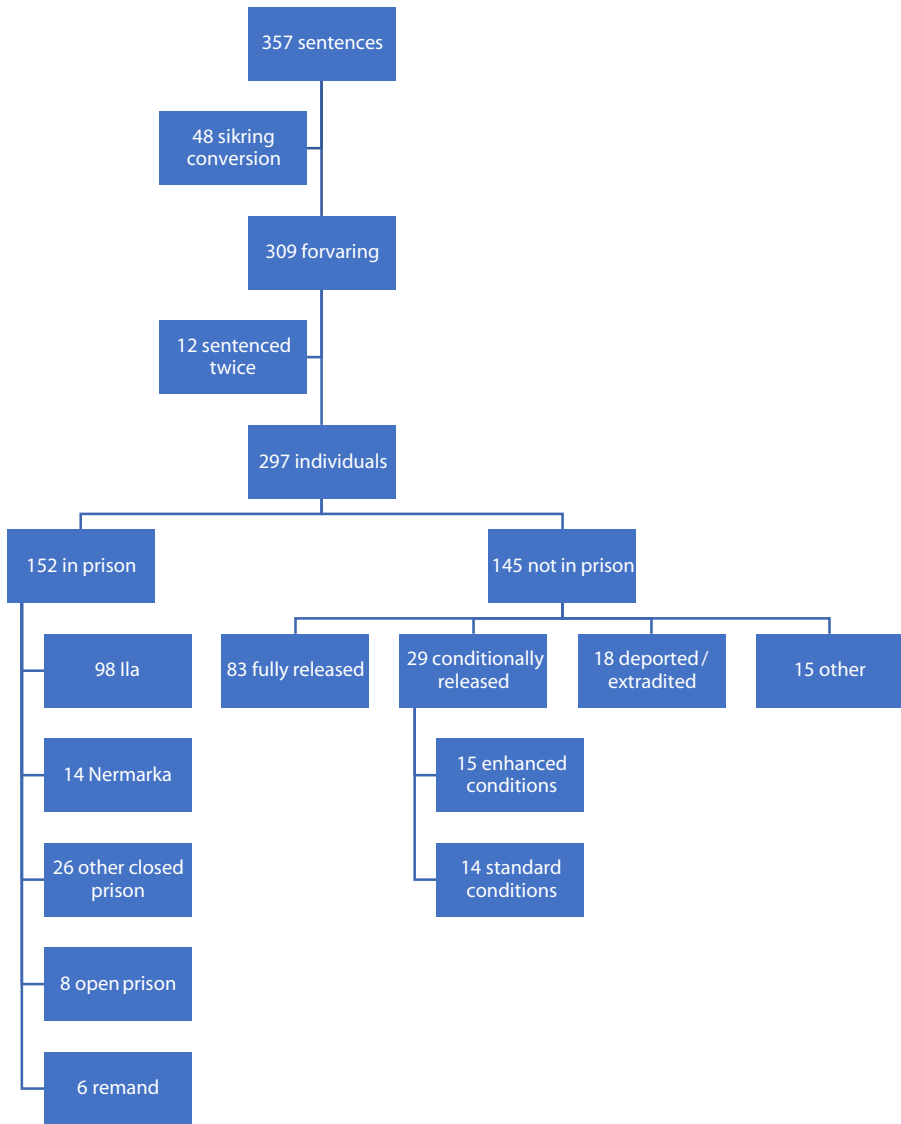 357 sentences
48 sikring
conversion
309 forvaring
12 sentenced
twice
297 individuals
152 in prison
145 not in prison
98 Ila
83 fully released
29 conditionally
released
18 deported/
extradited
15 other
14 Nermarka
15 enhanced
conditions
26 other closed
prison
14 standard
conditions
8 open prison
6 remand